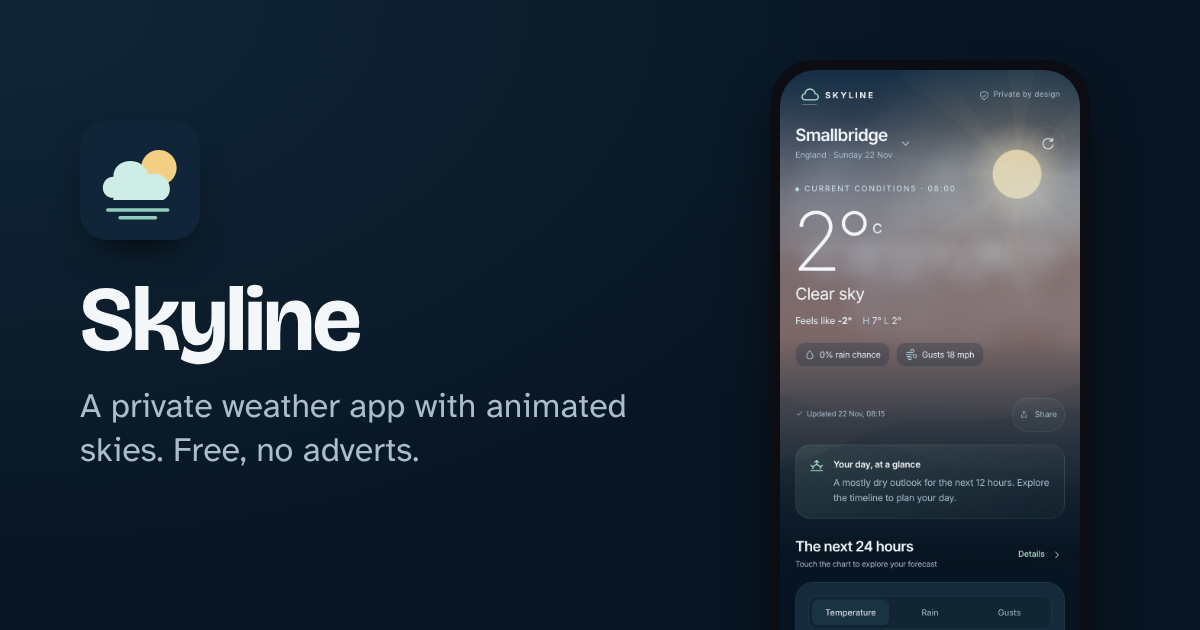 Skyline
A private weather app with animated
skies. Free, no adverts.
SKYLINE
Private by design
Smallbridge
England · Sunday 22 Nov
CURRENT CONDITIONS · 08:00
2° C
Clear sky
Feels like -2° H 7° L 2°
0% rain chance
Gusts 18 mph
Updated 22 Nov, 08:15
Share
Your day, at a glance
A mostly dry outlook for the next 12 hours. Explore
the timeline to plan your day.
The next 24 hours
Details
Touch the chart to explore your forecast
Temperature
Rain
Gusts